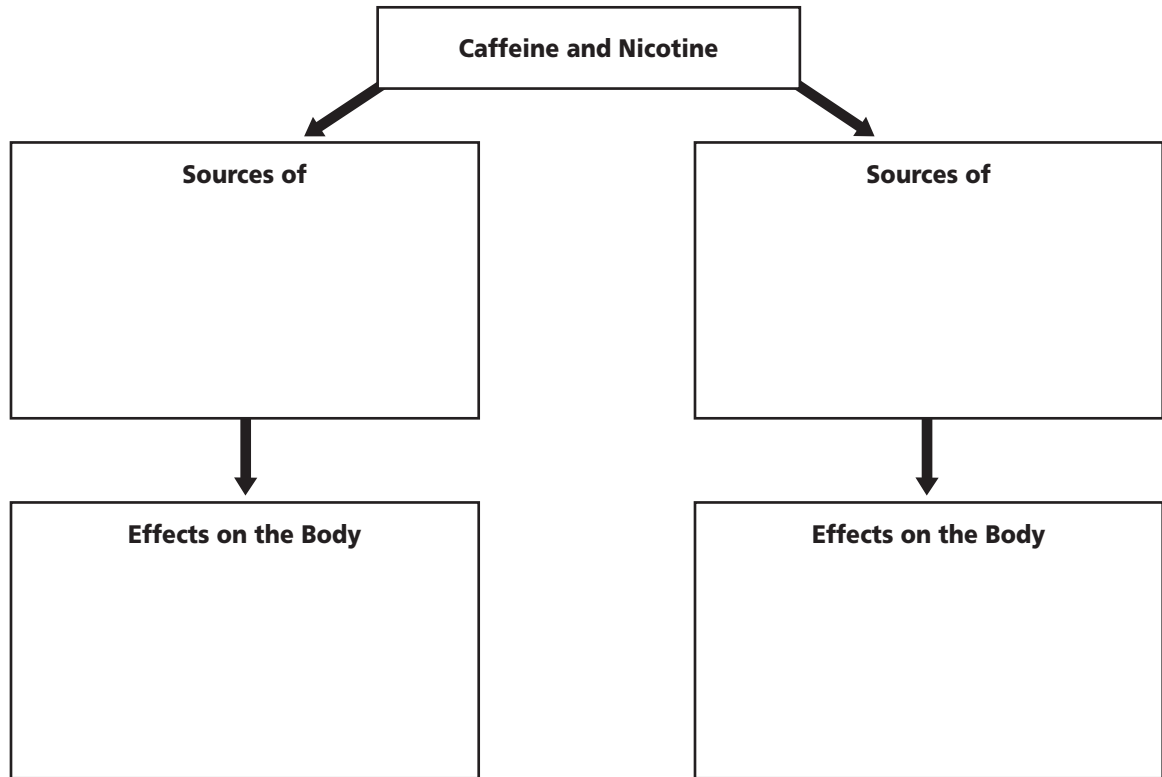 Caffeine and Nicotine
Sources of
Sources of
Effects on the Body
Effects on the Body